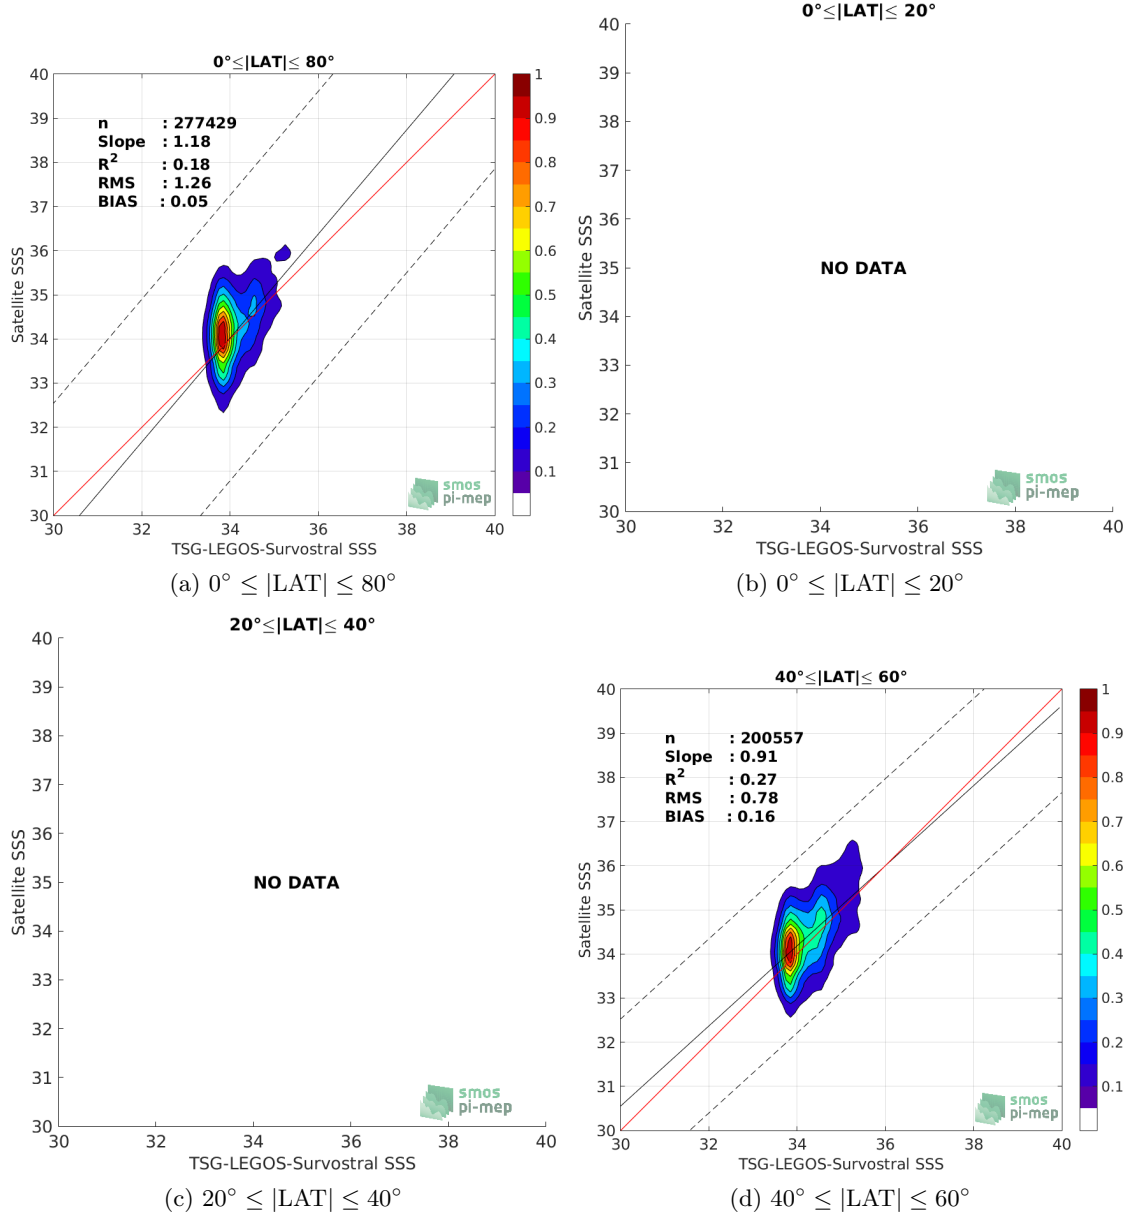 0°≤|LAT|≤ 80°
40
39
38
37
36
35
34
33
32
31
30
30 32 34 36 38 40
Satellite SSS
TSG-LEGOS-Survostral SSS
n : 277429
Slope : 1.18
R² : 0.18
RMS : 1.26
BIAS : 0.05
1
0.9
0.8
0.7
0.6
0.5
0.4
0.3
0.2
0.1
smos
pi-mep
(a) 0° ≤ |LAT| ≤ 80°
0°≤|LAT|≤ 20°
40
39
38
37
36
35
34
33
32
31
30
30 32 34 36 38 40
Satellite SSS
TSG-LEGOS-Survostral SSS
NO DATA
smos
pi-mep
(b) 0° ≤ |LAT| ≤ 20°
20°≤|LAT|≤ 40°
40
39
38
37
36
35
34
33
32
31
30
30 32 34 36 38 40
Satellite SSS
TSG-LEGOS-Survostral SSS
NO DATA
smos
pi-mep
(c) 20° ≤ |LAT| ≤ 40°
40°≤|LAT|≤ 60°
40
39
38
37
36
35
34
33
32
31
30
30 32 34 36 38 40
Satellite SSS
TSG-LEGOS-Survostral SSS
n : 200557
Slope : 0.91
R² : 0.27
RMS : 0.78
BIAS : 0.16
1
0.9
0.8
0.7
0.6
0.5
0.4
0.3
0.2
0.1
smos
pi-mep
(d) 40° ≤ |LAT| ≤ 60°